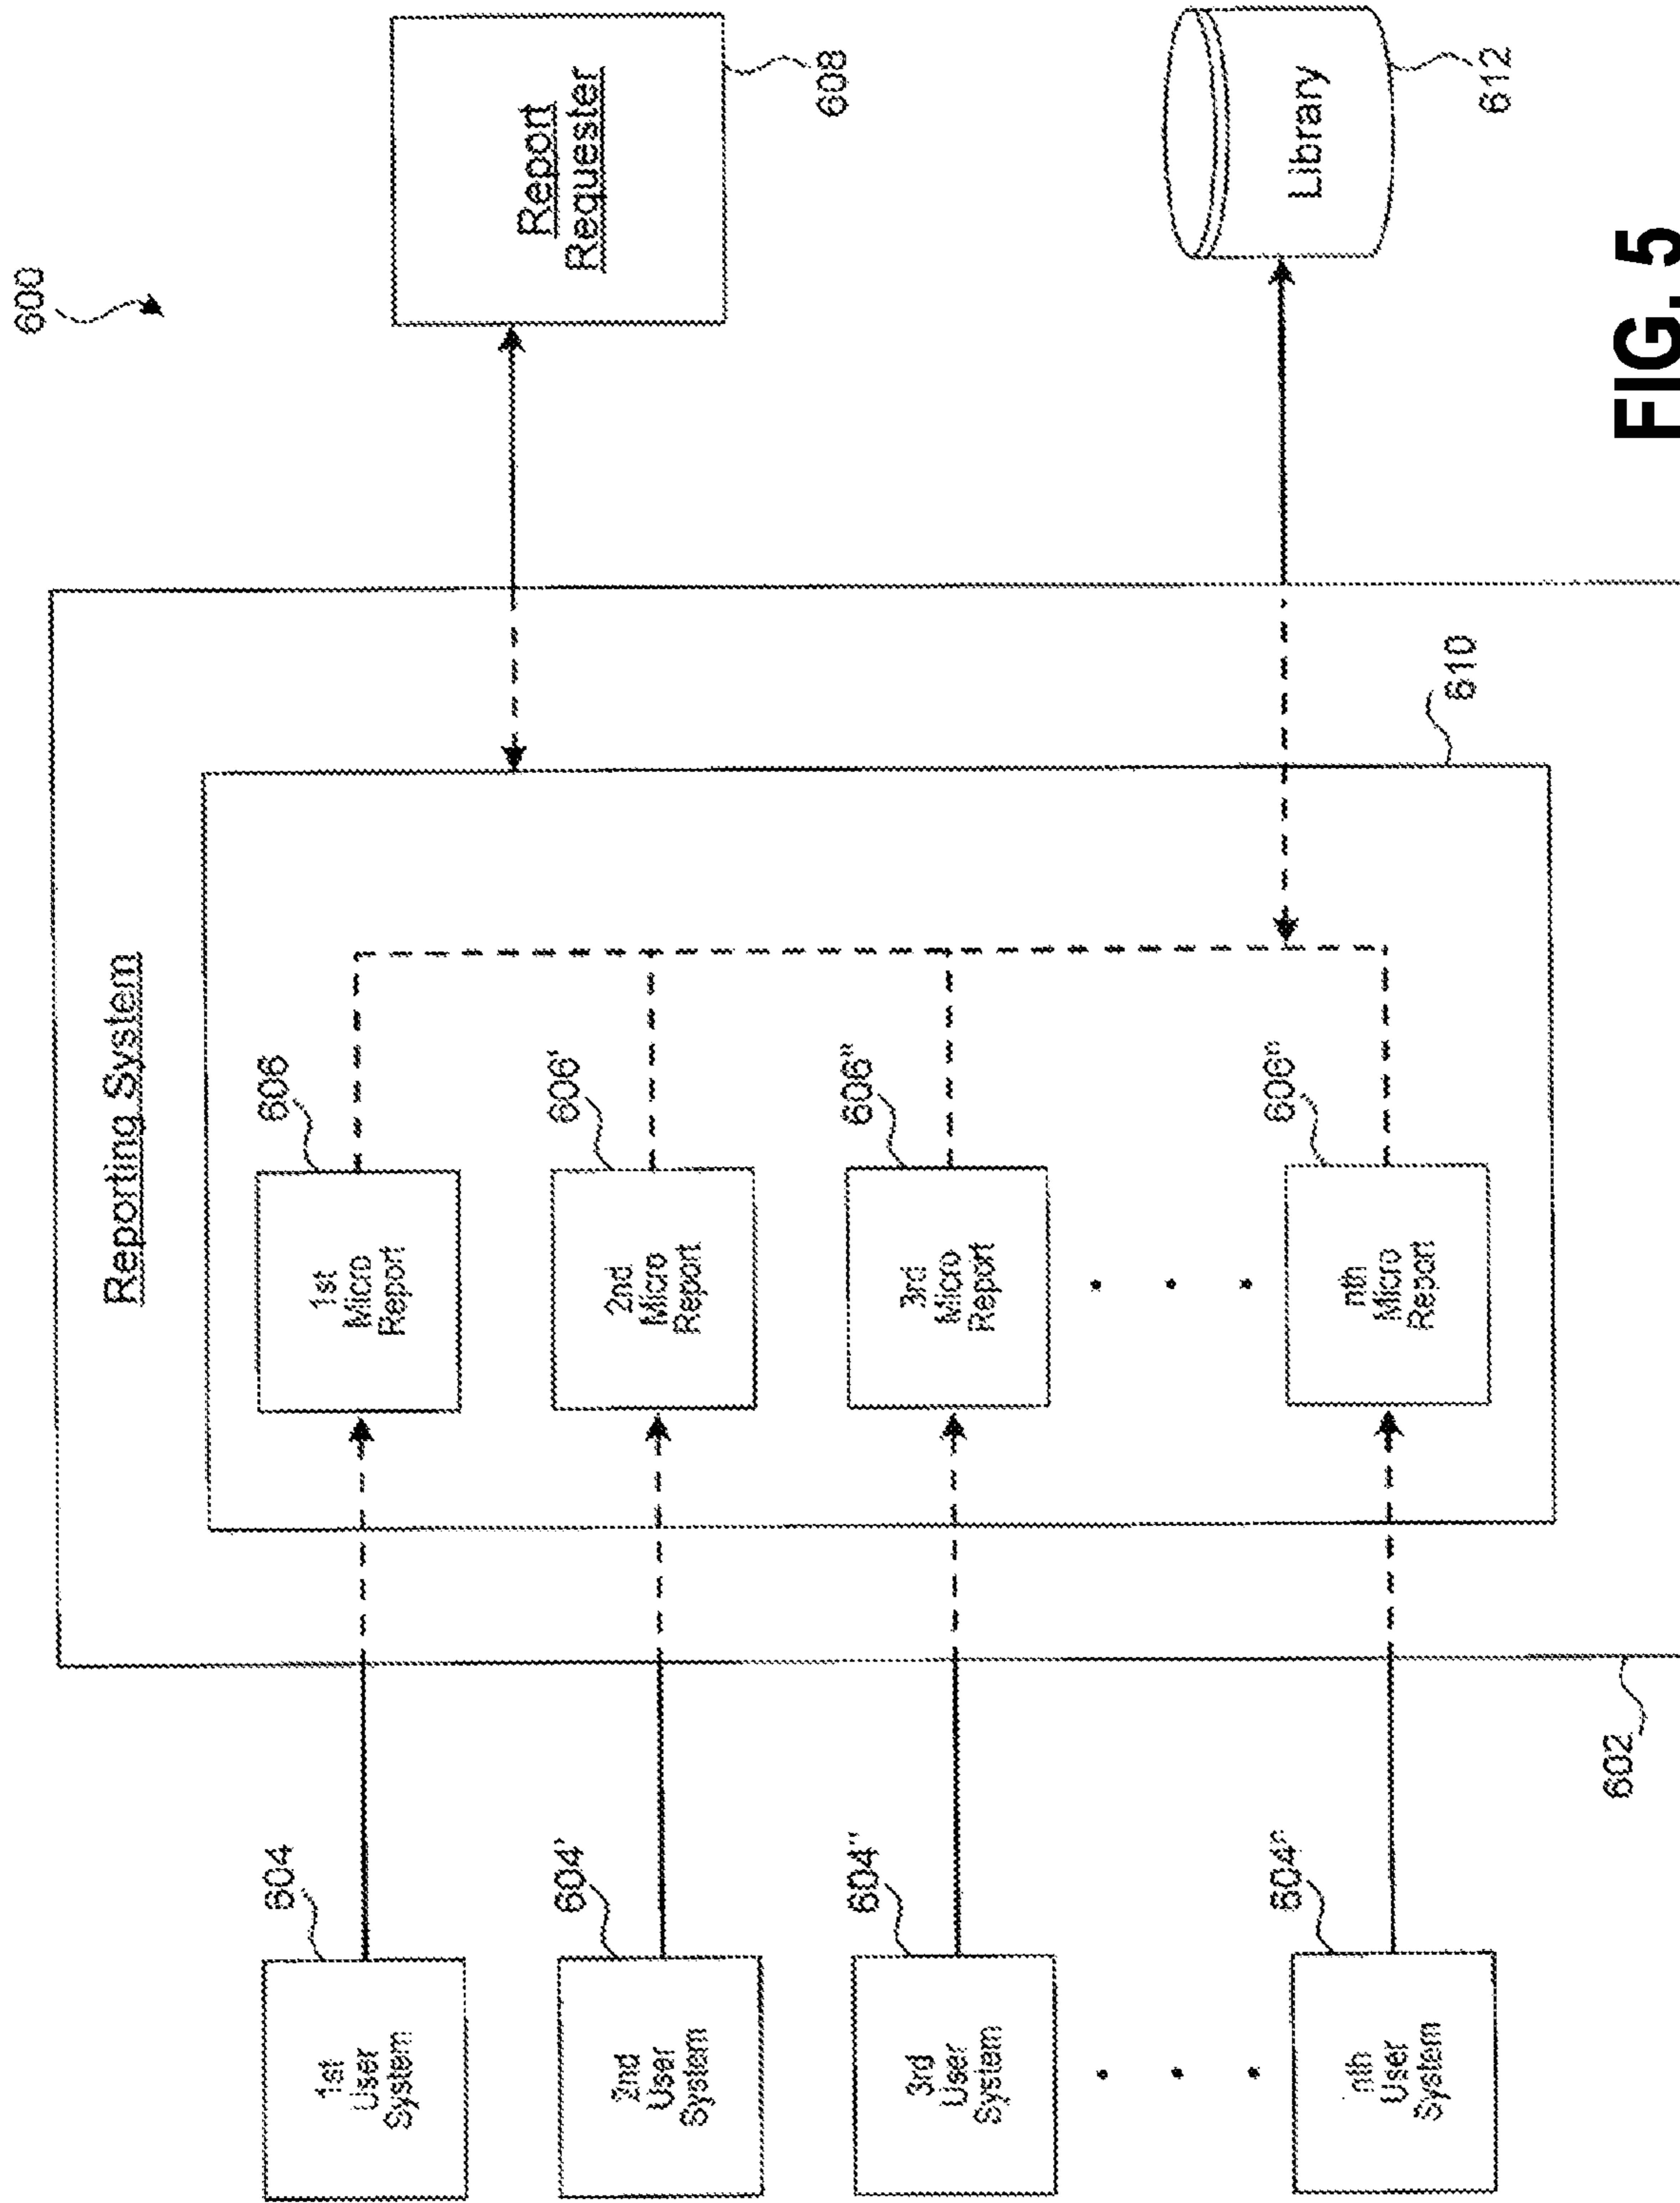 600
Reporting System
604
1st
User
System
606
1st
Micro
Report
Report
Requester
608
604'
2nd
User
System
606'
2nd
Micro
Report
604"
3rd
User
System
606"
3rd
Micro
Report
604ⁿ
nth
User
System
606ⁿ
nth
Micro
Report
610
Library
612
602
FIG. 5